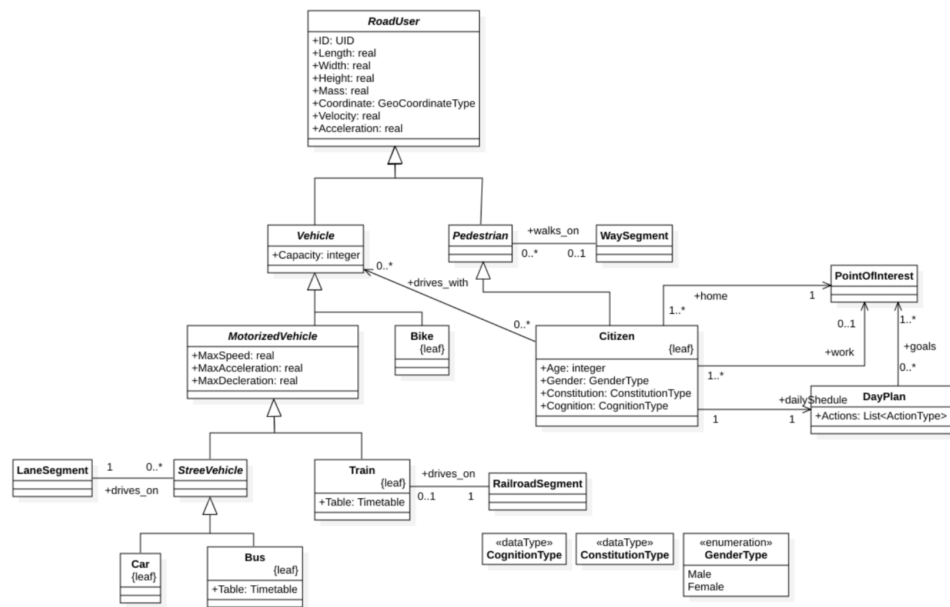 RoadUser
+ID: UID
+Length: real
+Width: real
+Height: real
+Mass: real
+Coordinate: GeoCoordinateType
+Velocity: real
+Acceleration: real
Vehicle
+Capacity: integer
Pedestrian
+walks_on
0..*
0..1
WaySegment
0..*
+drives_with
0..*
PointOfInterest
+home
1
1..*
0..1
1..*
+work
+goals
1..*
0..*
MotorizedVehicle
+MaxSpeed: real
+MaxAcceleration: real
+MaxDecleration: real
Bike
{leaf}
Citizen
{leaf}
+Age: integer
+Gender: GenderType
+Constitution: ConstitutionType
+Cognition: CognitionType
+dailyShedule
1
1
DayPlan
+Actions: List<ActionType>
LaneSegment
1
0..*
+drives_on
StreeVehicle
Train
{leaf}
+Table: Timetable
+drives_on
0..1
1
RailroadSegment
Car
{leaf}
Bus
{leaf}
+Table: Timetable
«dataType»
CognitionType
«dataType»
ConstitutionType
«enumeration»
GenderType
Male
Female